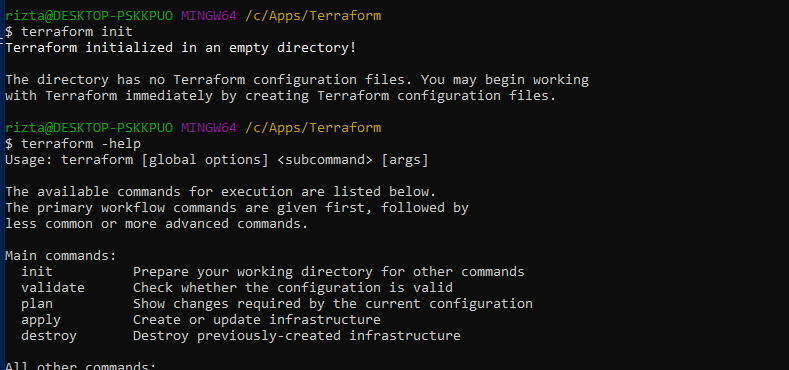 rizta@DESKTOP-PSKKPUO MINGW64 /c/Apps/Terraform
$ terraform init
Terraform initialized in an empty directory!
The directory has no Terraform configuration files. You may begin working
with Terraform immediately by creating Terraform configuration files.
rizta@DESKTOP-PSKKPUO MINGW64 /c/Apps/Terraform
$ terraform -help
Usage: terraform [global options] <subcommand> [args]
The available commands for execution are listed below.
The primary workflow commands are given first, followed by
less common or more advanced commands.
Main commands:
init          Prepare your working directory for other commands
validate      Check whether the configuration is valid
plan          Show changes required by the current configuration
apply         Create or update infrastructure
destroy       Destroy previously-created infrastructure
All other commands: